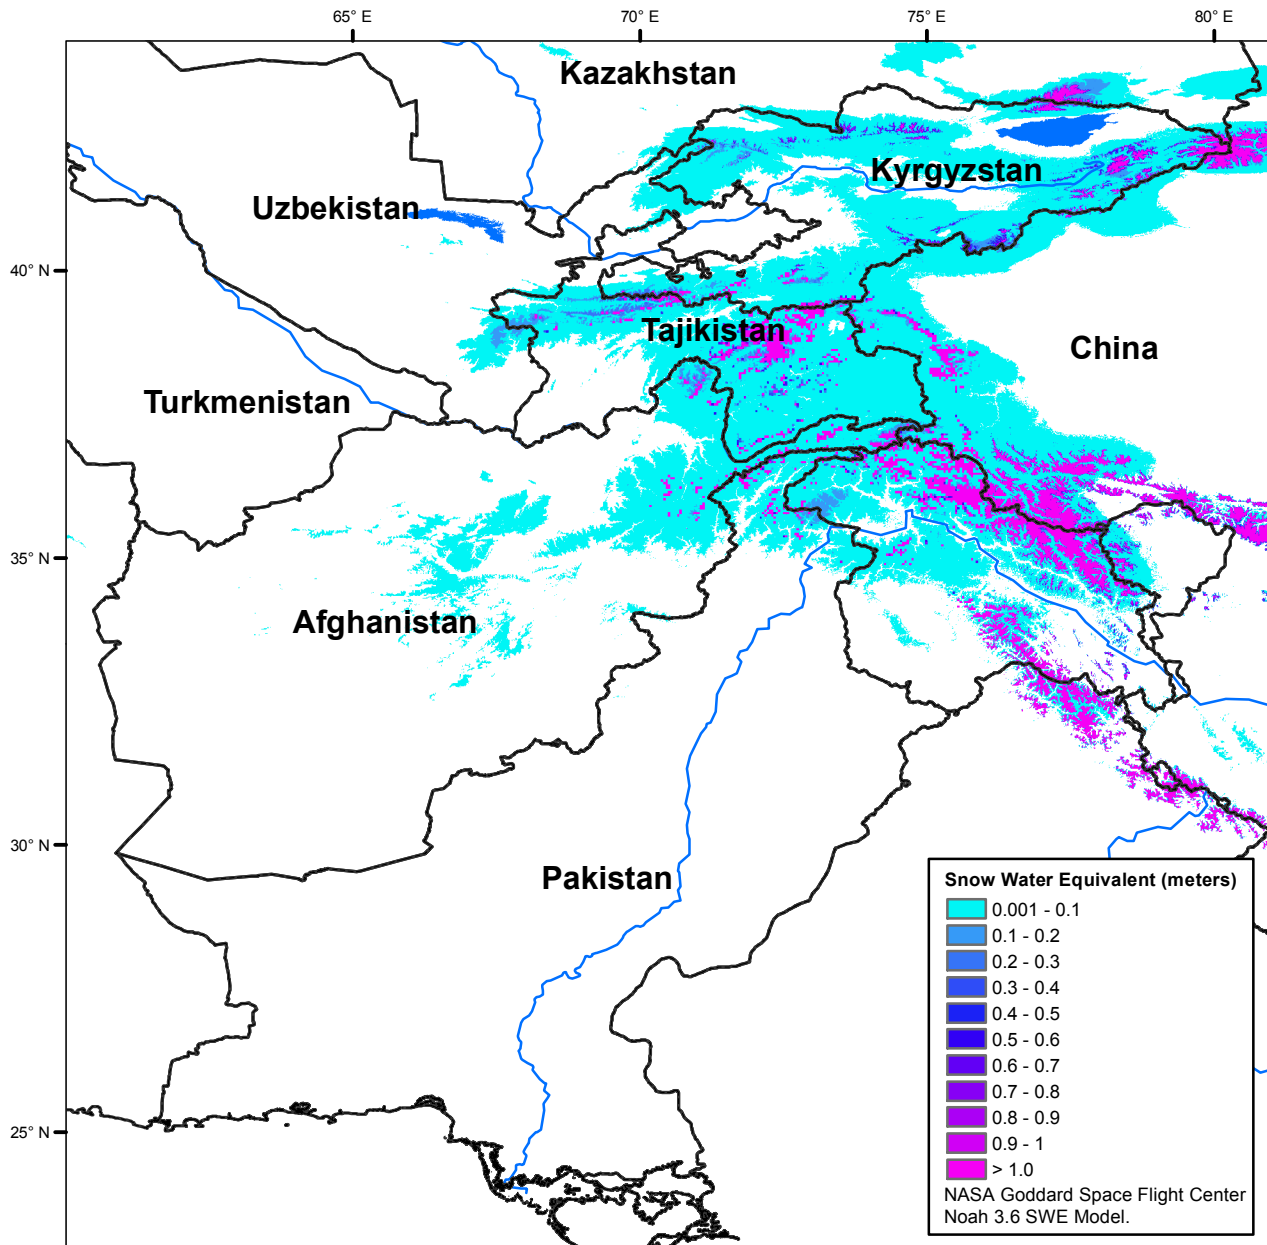 65° E
70° E
75° E
80° E
Kazakhstan
Kyrgyzstan
Uzbekistan
40° N
Tajikistan
China
Turkmenistan
35° N
Afghanistan
30° N
Pakistan
25° N
Snow Water Equivalent (meters)
0.001 - 0.1
0.1 - 0.2
0.2 - 0.3
0.3 - 0.4
0.4 - 0.5
0.5 - 0.6
0.6 - 0.7
0.7 - 0.8
0.8 - 0.9
0.9 - 1
> 1.0
NASA Goddard Space Flight Center
Noah 3.6 SWE Model.